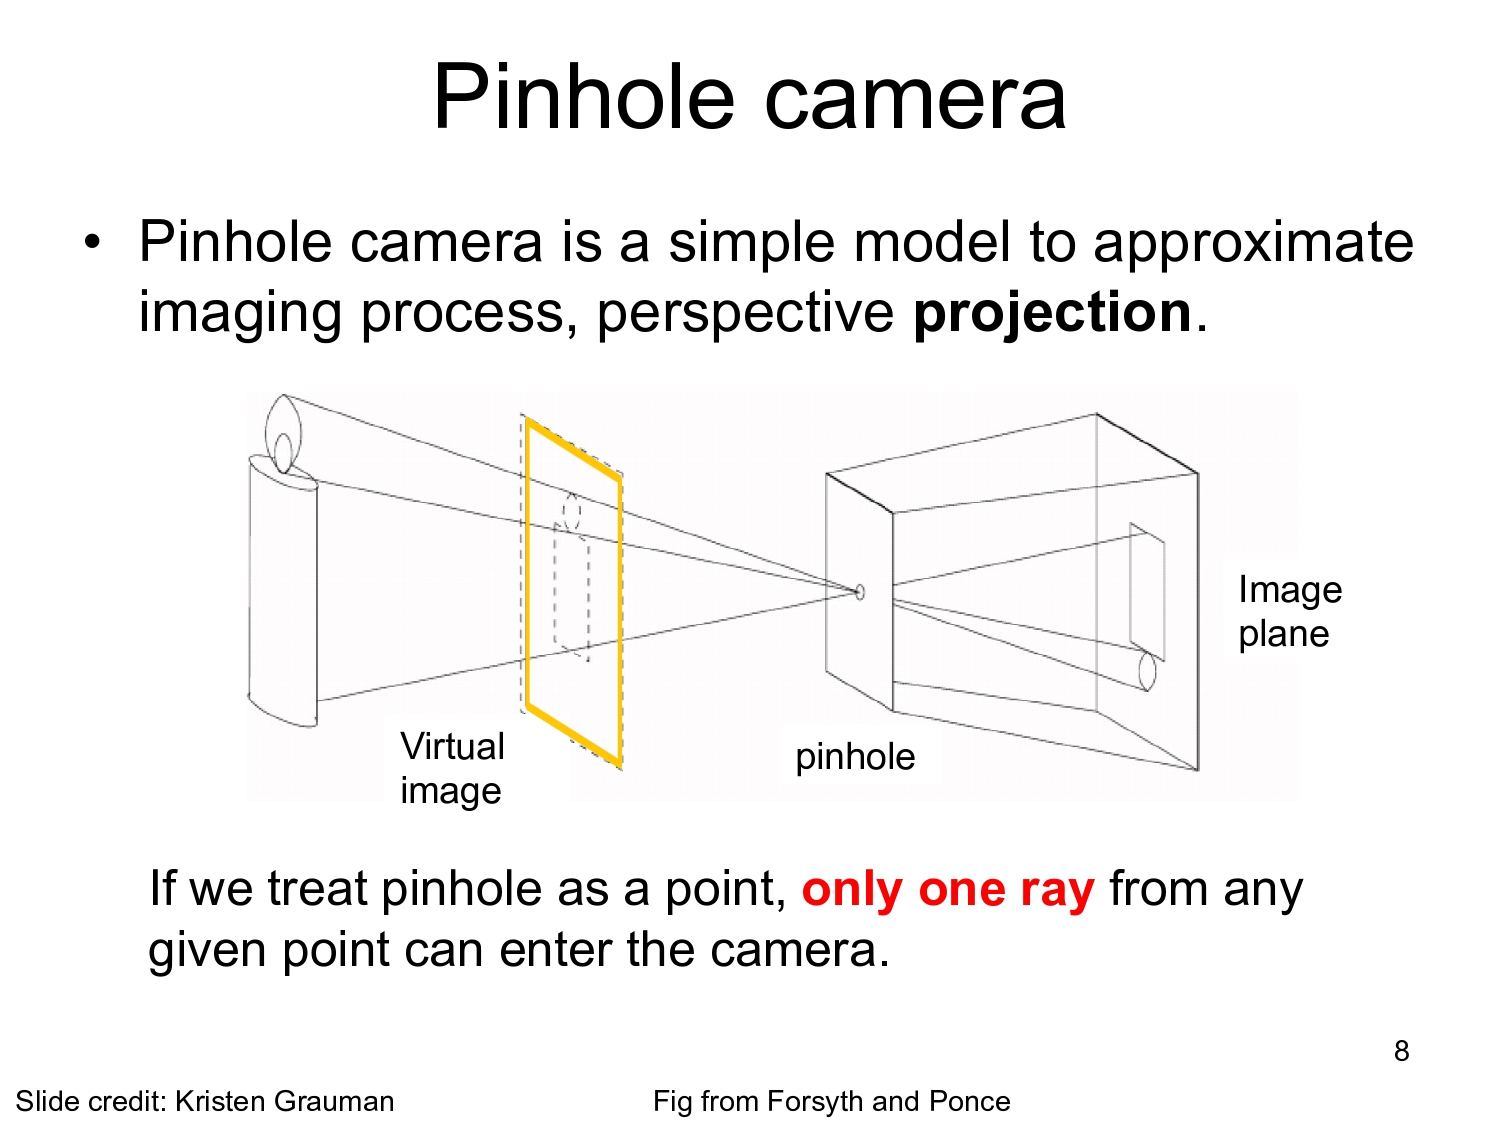 Pinhole camera
• Pinhole camera is a simple model to approximate
imaging process, perspective projection.
Image
plane
Virtual
image
pinhole
If we treat pinhole as a point, only one ray from any
given point can enter the camera.
8
Slide credit: Kristen Grauman
Fig from Forsyth and Ponce